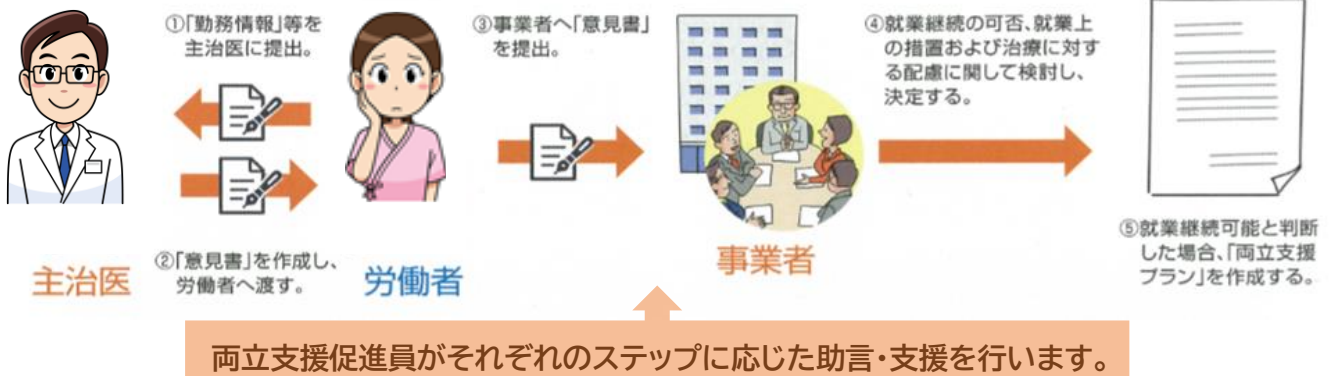 ①「勤務情報」等を
主治医に提出。
③事業者へ「意見書」
を提出。
④就業継続の可否、就業上
の措置および治療に対す
る配慮に関して検討し、
決定する。
②「意見書」を作成し、
労働者へ渡す。
主治医
労働者
事業者
⑤就業継続可能と判断
した場合、「両立支援
プラン」を作成する。
両立支援促進員がそれぞれのステップに応じた助言・支援を行います。